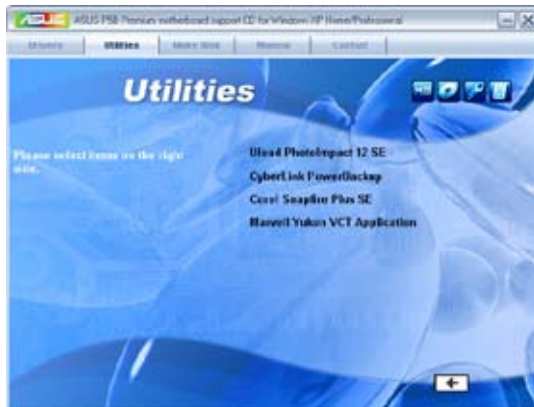 ASUS P5B Premium motherboard support CD for Windows XP Home/Professional
Drivers
Utilities
Make Disk
Manual
Contact
Utilities
Please select items on the right
side.
Ulead PhotoImpact 12 SE
CyberLink PowerBackup
Corel Snapfire Plus SE
Marvell Yukon VCT Application